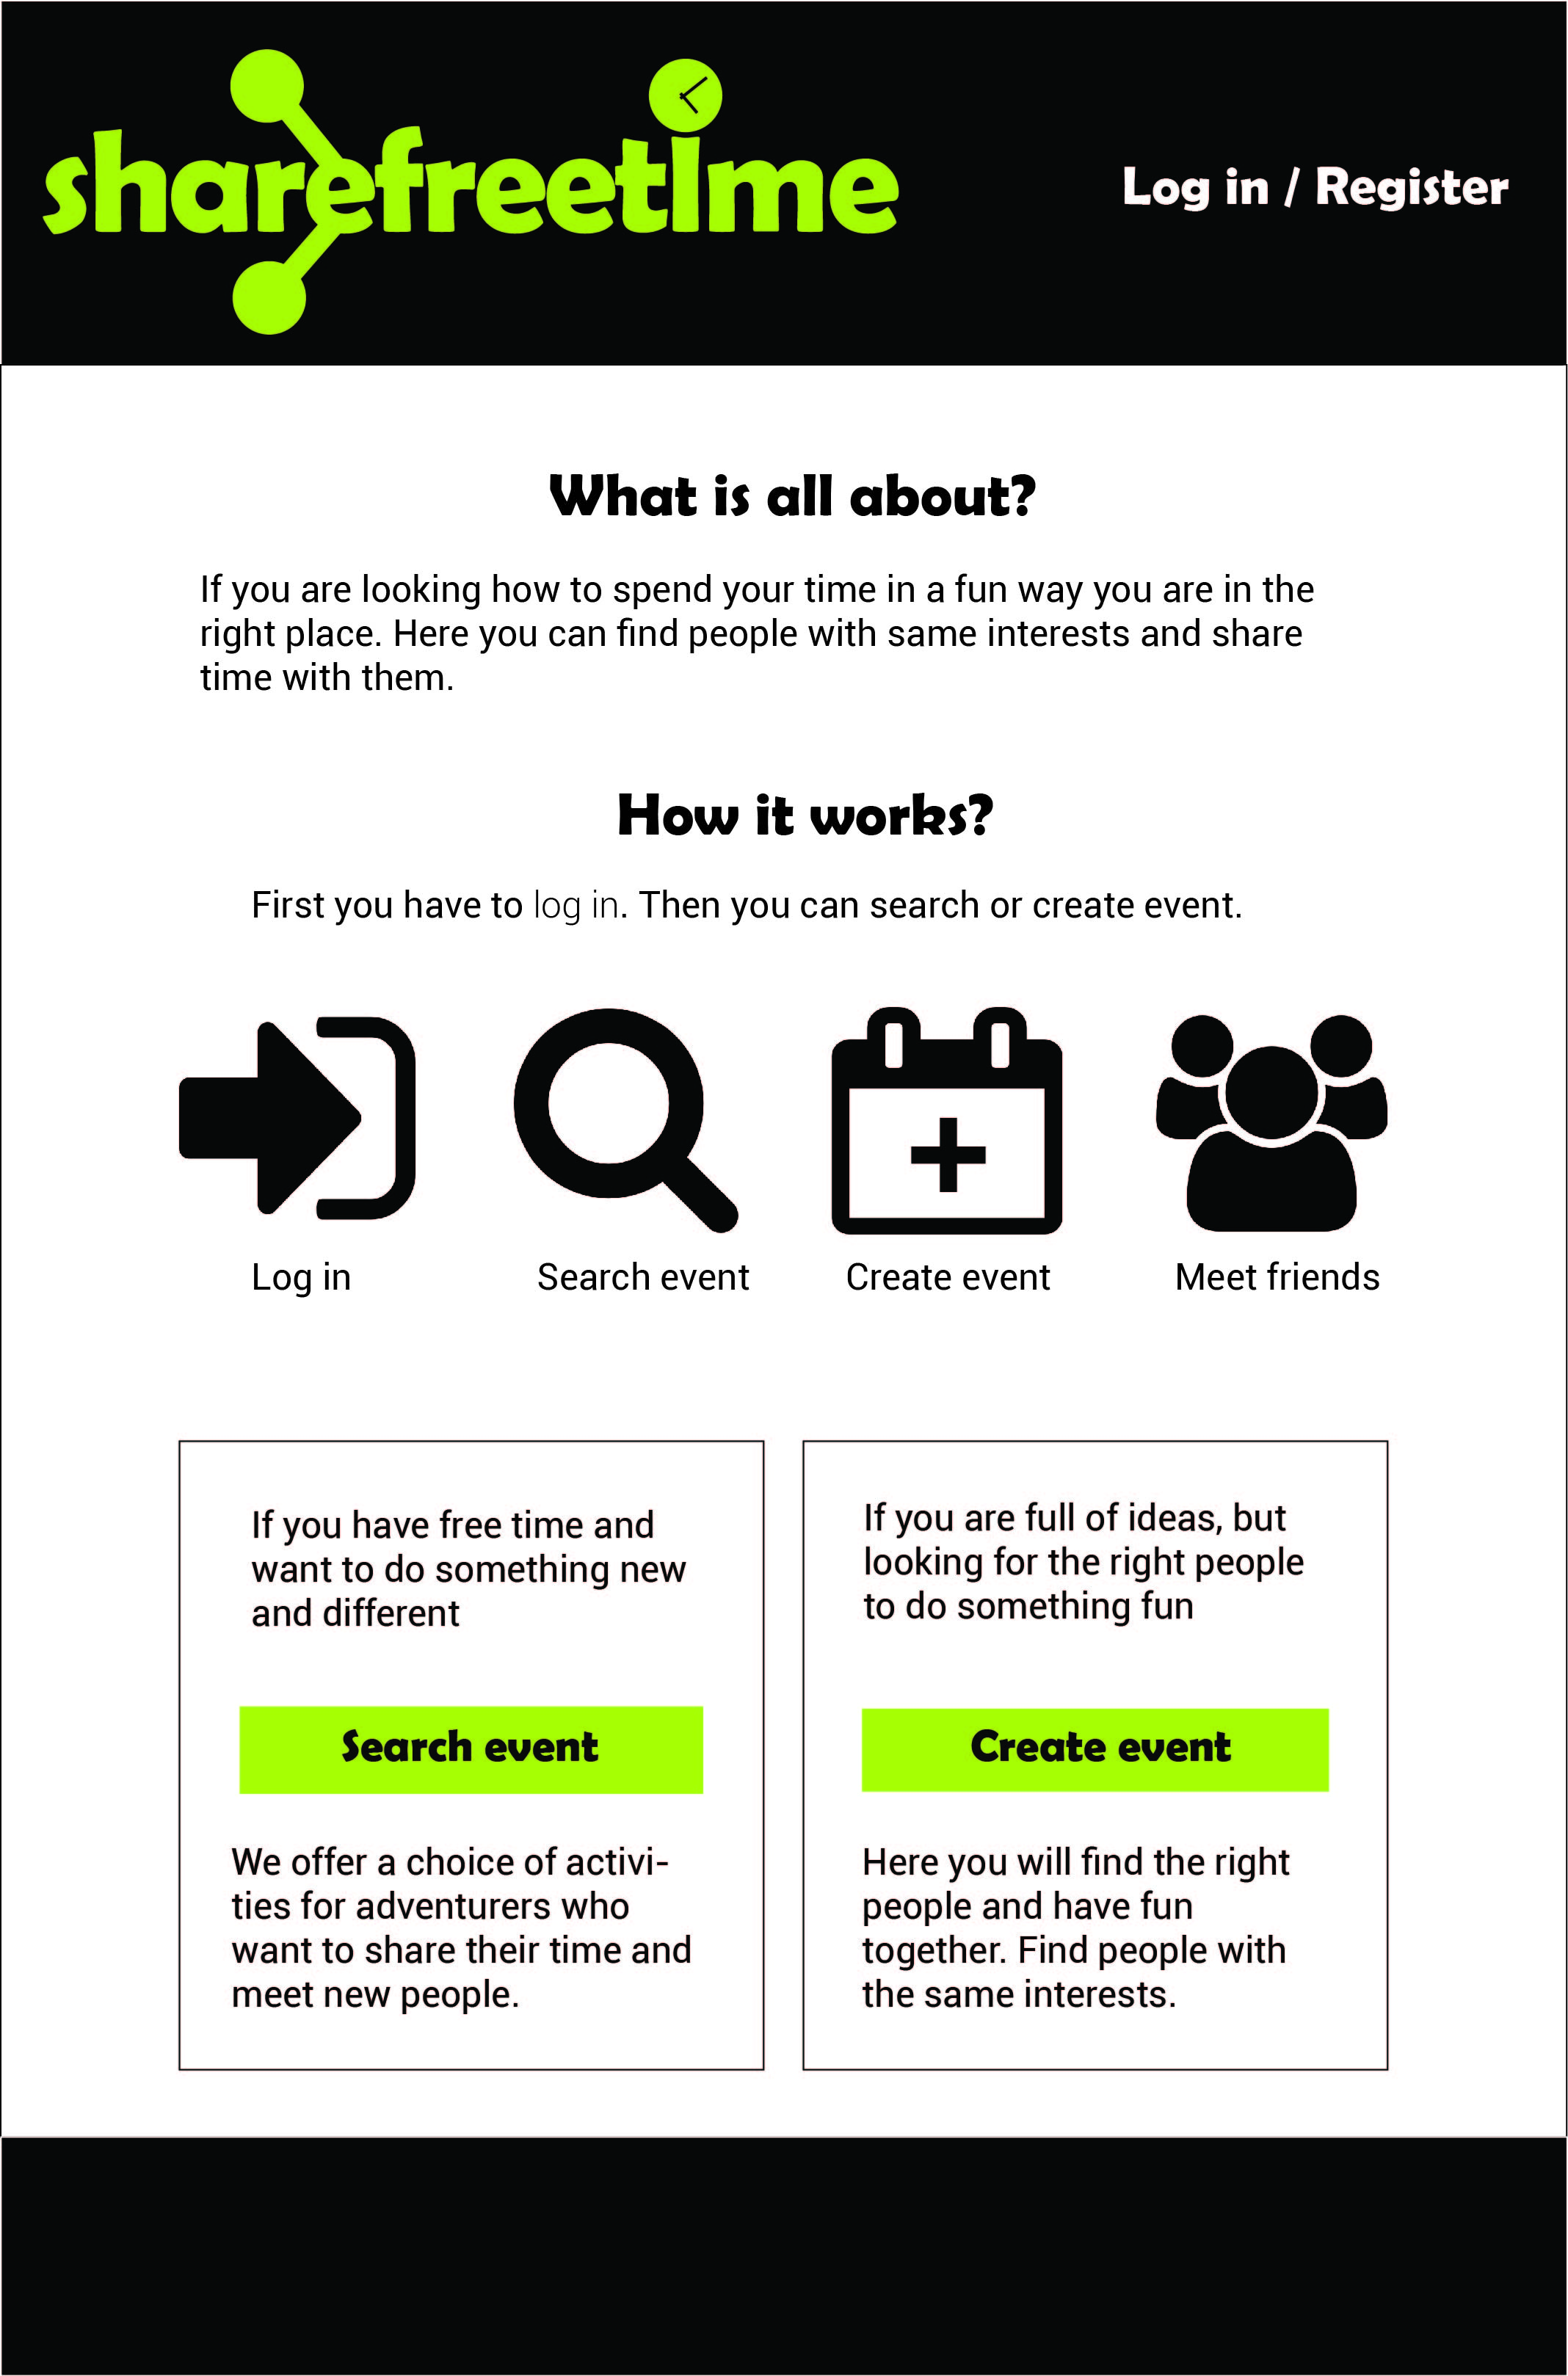 sharefreetime
Log in / Register
What is all about?
If you are looking how to spend your time in a fun way you are in the
right place. Here you can find people with same interests and share
time with them.
How it works?
First you have to log in. Then you can search or create event.
Log in
Search event
Create event
Meet friends
If you have free time and
want to do something new
and different
Search event
We offer a choice of activi-
ties for adventurers who
want to share their time and
meet new people.
If you are full of ideas, but
looking for the right people
to do something fun
Create event
Here you will find the right
people and have fun
together. Find people with
the same interests.